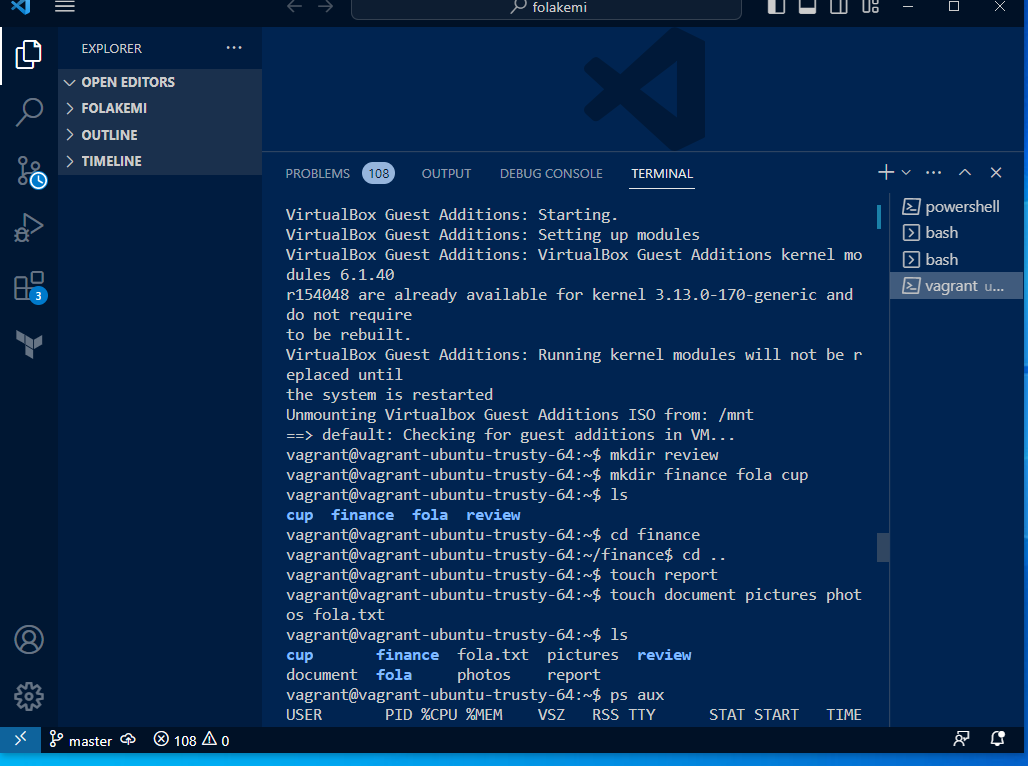 folakemi
EXPLORER
OPEN EDITORS
FOLAKEMI
OUTLINE
TIMELINE
3
PROBLEMS 108 OUTPUT DEBUG CONSOLE TERMINAL
VirtualBox Guest Additions: Starting.
VirtualBox Guest Additions: Setting up modules
VirtualBox Guest Additions: VirtualBox Guest Additions kernel mo
dules 6.1.40
r154048 are already available for kernel 3.13.0-170-generic and
do not require
to be rebuilt.
VirtualBox Guest Additions: Running kernel modules will not be r
eplaced until
the system is restarted
Unmounting Virtualbox Guest Additions ISO from: /mnt
==> default: Checking for guest additions in VM...
vagrant@vagrant-ubuntu-trusty-64:~$ mkdir review
vagrant@vagrant-ubuntu-trusty-64:~$ mkdir finance fola cup
vagrant@vagrant-ubuntu-trusty-64:~$ ls
cup finance fola review
vagrant@vagrant-ubuntu-trusty-64:~$ cd finance
vagrant@vagrant-ubuntu-trusty-64:~/finance$ cd ..
vagrant@vagrant-ubuntu-trusty-64:~$ touch report
vagrant@vagrant-ubuntu-trusty-64:~$ touch document pictures phot
os fola.txt
vagrant@vagrant-ubuntu-trusty-64:~$ ls
cup finance fola.txt pictures review
document fola photos report
vagrant@vagrant-ubuntu-trusty-64:~$ ps aux
USER PID %CPU %MEM VSZ RSS TTY STAT START TIME
powershell
bash
bash
vagrant u...
master 108 0